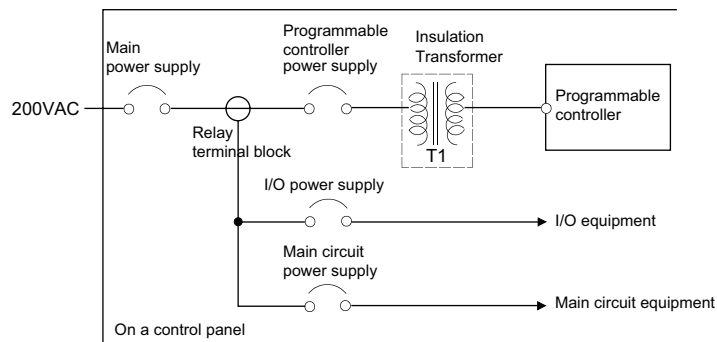 Main
power supply
Programmable
controller
power supply
Insulation
Transformer
200VAC
Programmable
controller
Relay
terminal block
T1
I/O power supply
I/O equipment
Main circuit
power supply
Main circuit equipment
On a control panel